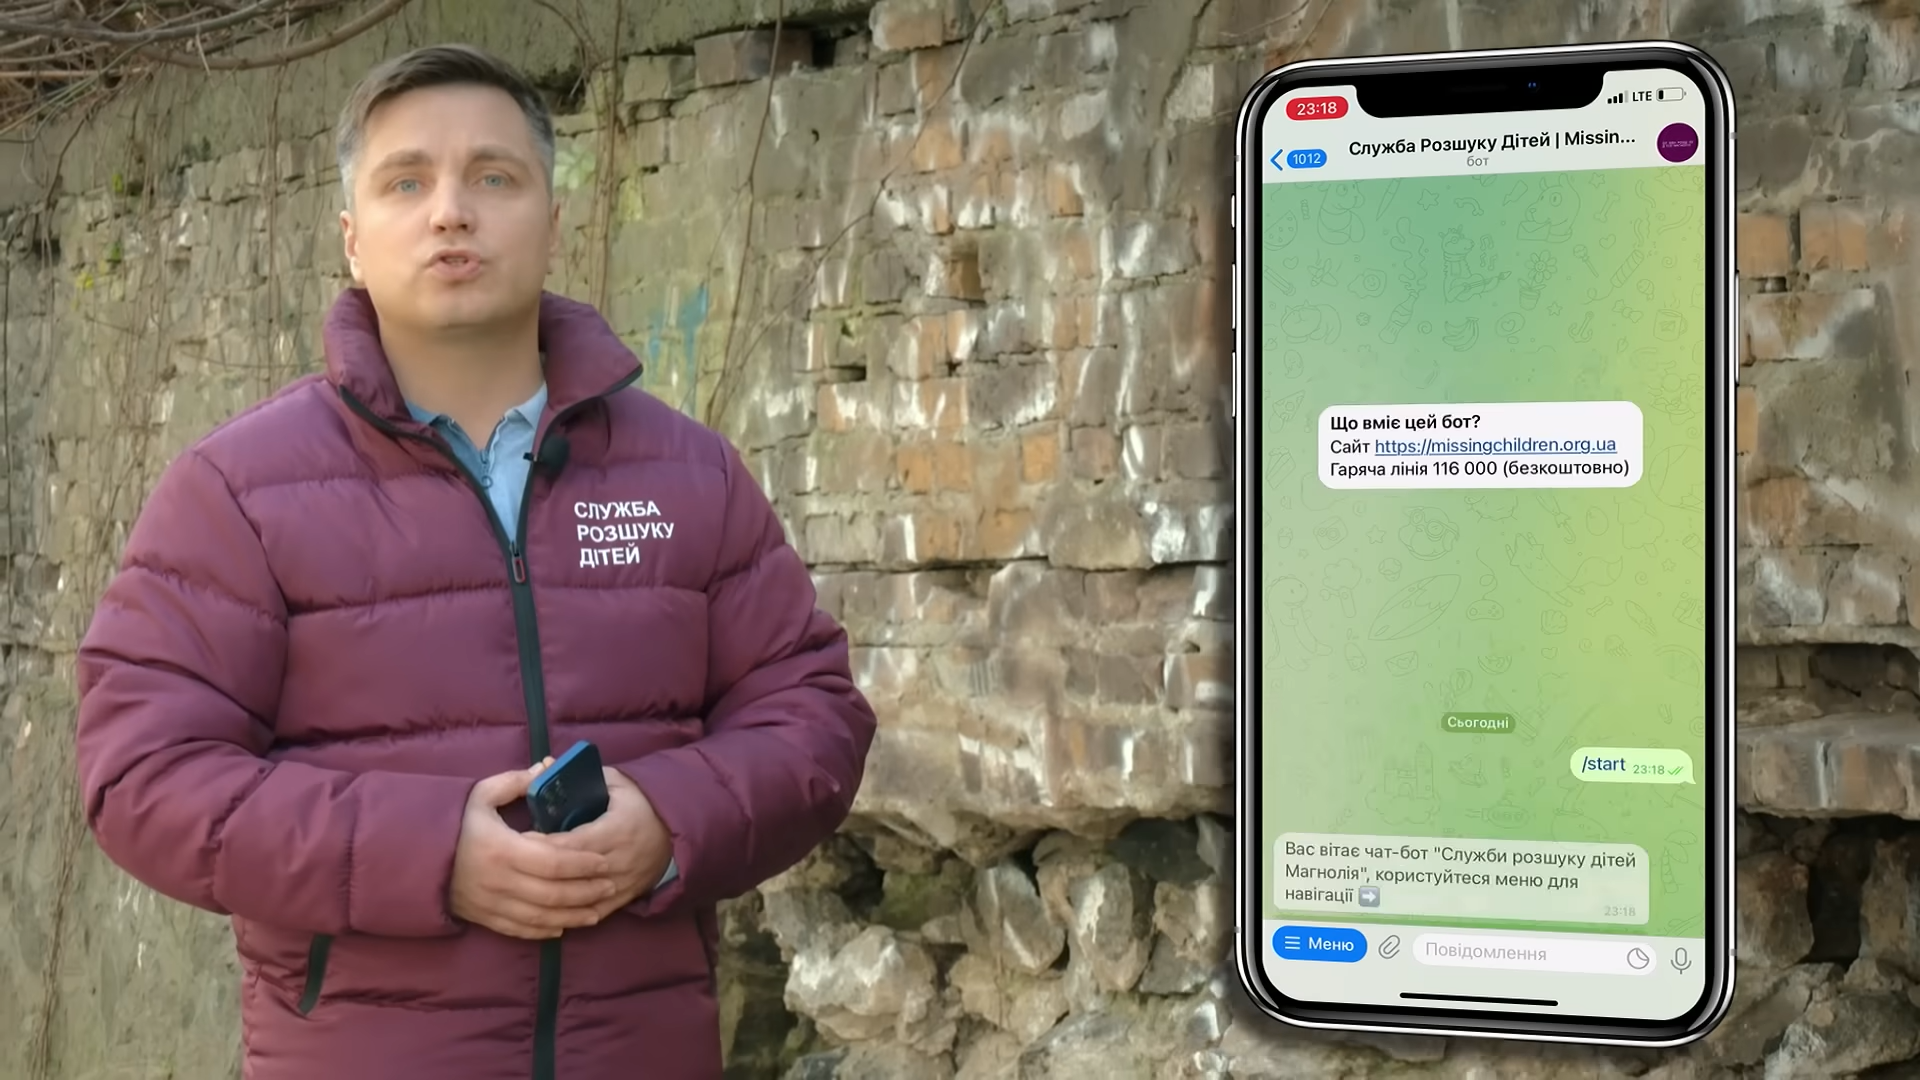 СЛУЖБА
РОЗШУКУ
ДІТЕЙ
23:18
LTE
1012
Служба Розшуку Дітей | Missin...
бот
Що вміє цей бот?
Сайт https://missingchildren.org.ua
Гаряча лінія 116 000 (безкоштовно)
Сьогодні
/start 23:18
Вас вітає чат-бот "Служби розшуку дітей
Магнолія", користуйтеся меню для
навігації ➡️
23:18
Меню
Повідомлення